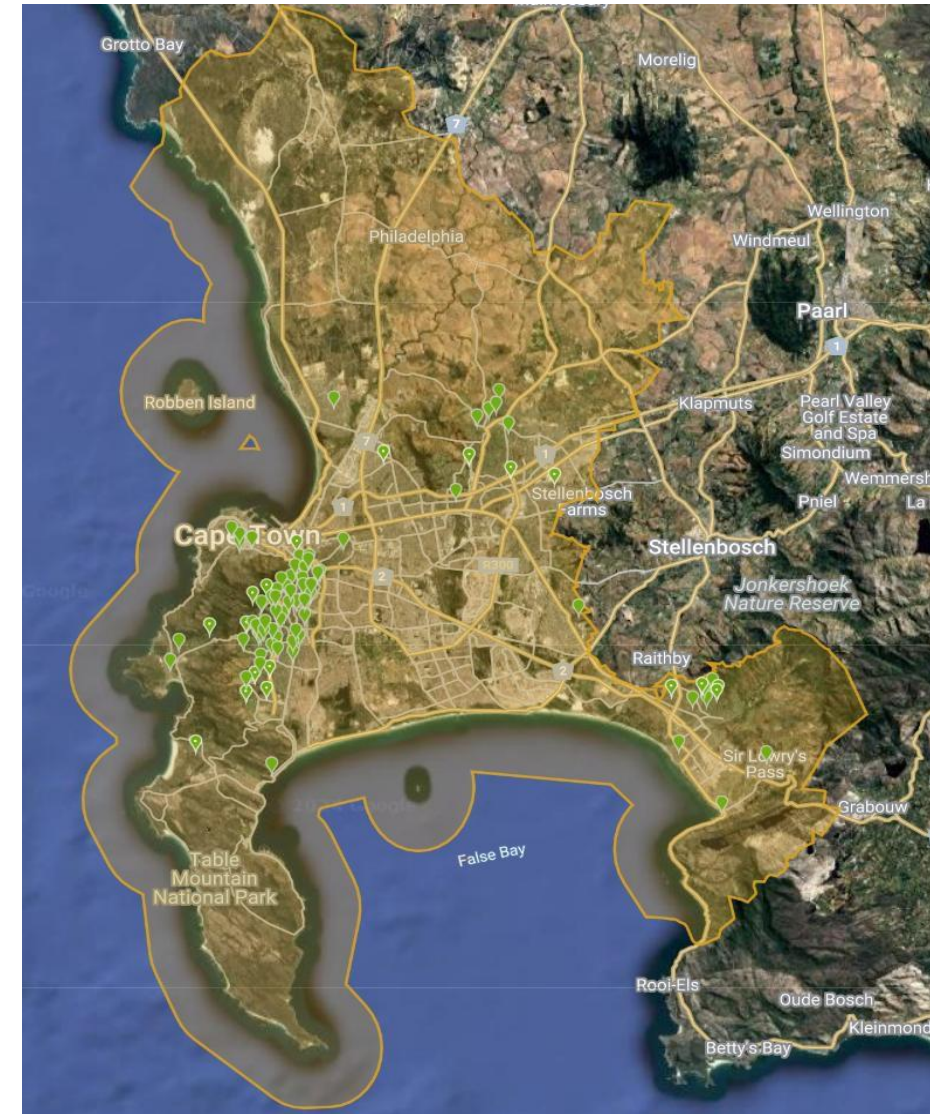 Grotto Bay
Morelig
7
Wellington
Philadelphia
Windmeul
Paarl
1
Robben Island
Klapmuts
Pearl Valley
Golf Estate
and Spa
7
Simondium
1
Wemmersh
Stellenbosch
Farms
Pniel
La
1
Cape Town
Stellenbosch
R300
2
Jonkershoek
Nature Reserve
Google
Raithby
2
Sir Lowry's
Pass
Grabouw
False Bay
Table
Mountain
National Park
Rooi-Els
Oude Bosch
Kleinmond
Betty's Bay